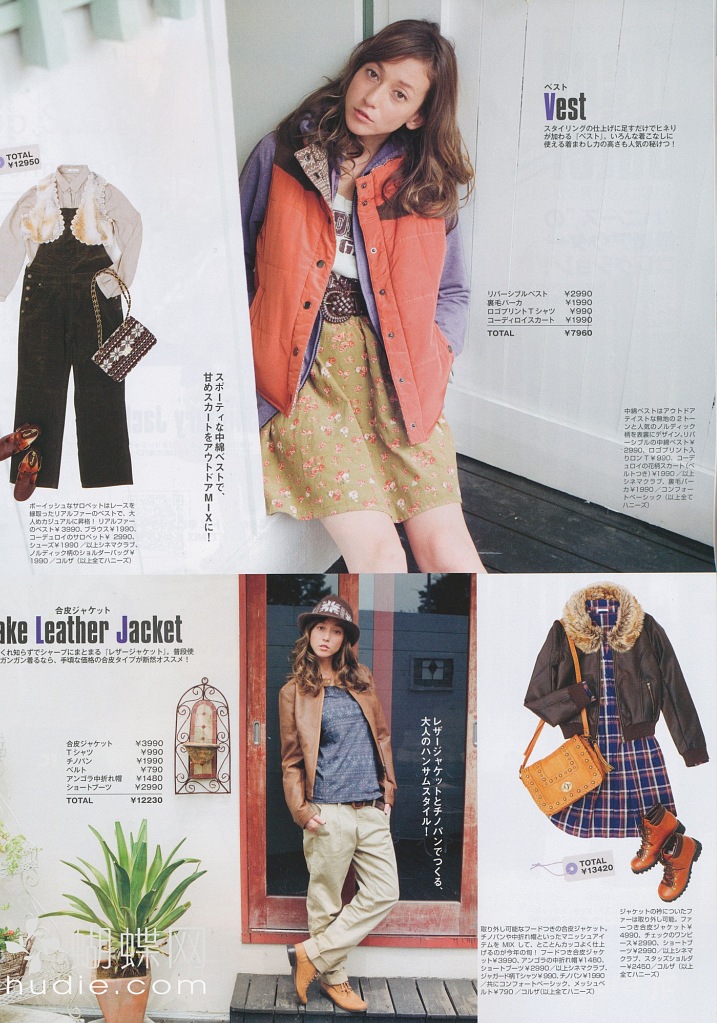 ベスト
Vest
スタイリングの仕上げに足すだけでヒネリ
が加わる「ベスト」。いろんな着こなしに
使える着まわし力の高さも人気の秘けつ!
TOTAL
¥12950
リバーシブルベスト ¥2990
裏毛パーカ ¥1990
ロゴプリントTシャツ ¥990
コーディロイスカート ¥1990
TOTAL ¥7960
スポーティな中綿ベストで、
甘めスカートをアウトドアMIXに!
中綿ベストはアウトドア
テイストな無地の2トー
ンと人気のノルディック
柄を表裏にデザイン。リバ
ーシブルの中綿ベスト¥
2990、ロゴプリント入
りロンT¥990、コーデ
ュロイの花柄スカート(ベ
ルトつき)¥1990/以上
シネマクラブ、裏毛パー
カ¥1990/コンフォー
トベーシック(以上全て
ハニーズ)
ボーイッシュなサロペットはレースを
縁取ったリアルファーのベストで、大
人めカジュアルに昇格! リアルファー
のベスト¥3990、ブラウス¥1990、
コーデュロイのサロペット¥2990、
シューズ¥1990/以上シネマクラブ、
ノルディック柄のショルダーバッグ¥1
990/コルザ(以上全てハニーズ)
合皮ジャケット
ake Leather Jacket
くれ知らずでシャープにまとまる「レザージャケット」。普段使
ガンガン着るなら、手頃な価格の合皮タイプが断然オススメ!
合皮ジャケット ¥3990
Tシャツ ¥990
チノパン ¥1990
ベルト ¥790
アンゴラ中折れ帽 ¥1480
ショートブーツ ¥2990
TOTAL ¥12230
レザージャケットとチノパンでつくる、
大人のハンサムスタイル!
TOTAL
¥13420
取り外し可能なフードつきの合皮ジャケット。
チノパンや中折れ帽といったマニッシュアイ
テムをMIXして、とことんカッコよく仕上
げるのが今年の旬! フードつき合皮ジャケッ
ト¥3990、アンゴラの中折れ帽¥1480、
ショートブーツ¥2990/以上シネマクラブ、
ジャガード柄Tシャツ¥990、チノパン¥1990
/共にコンフォートベーシック、メッシュベ
ルト¥790/コルザ(以上全てハニーズ)
ジャケットの衿についたフ
ァーは取り外し可能。ファ
ーつき合皮ジャケット¥
4990、チェックのワンピ
ース¥2990、ショートブ
ーツ¥2990/以上シネマ
クラブ、スタッズショルダ
ー¥2450/コルザ(以上
全てハニーズ)
蝴蝶网
hudie.com